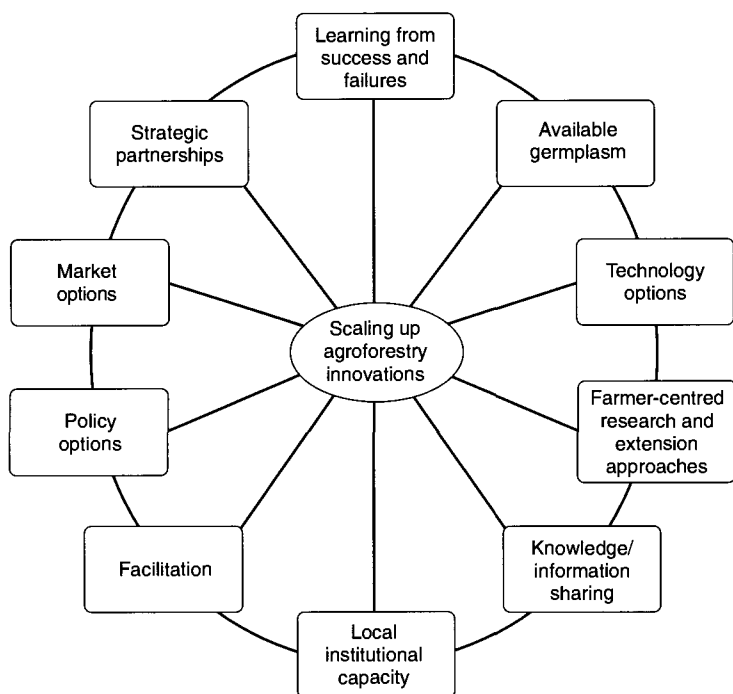 Learning from
success and
failures
Strategic
partnerships
Available
germplasm
Market
options
Technology
options
Scaling up
agroforestry
innovations
Policy
options
Farmer-centred
research and
extension
approaches
Facilitation
Knowledge/
information
sharing
Local
institutional
capacity